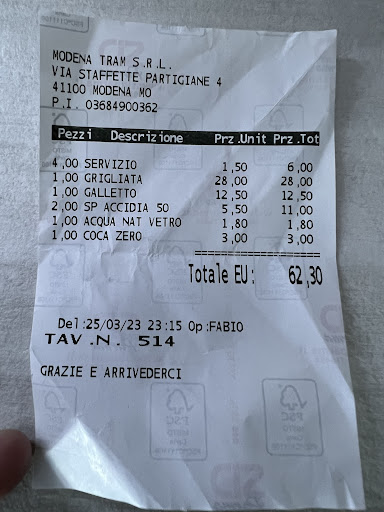 MODENA TRAM S.R.L.
VIA STAFFETTE PARTIGIANE 4
41100 MODENA MO
P.I. 03684900362
Pezzi Descrizione Prz.Unit Prz.Tot
4,00 SERVIZIO 1,50 6,00
1,00 GRIGLIATA 28,00 28,00
1,00 GALLETTO 12,50 12,50
2,00 SP ACCIDIA 50 5,50 11,00
1,00 ACQUA NAT VETRO 1,80 1,80
1,00 COCA ZERO 3,00 3,00
====================
Totale EU: 62,30
Del:25/03/23 23:15 Op:FABIO
TAV.N. 514
GRAZIE E ARRIVEDERCI